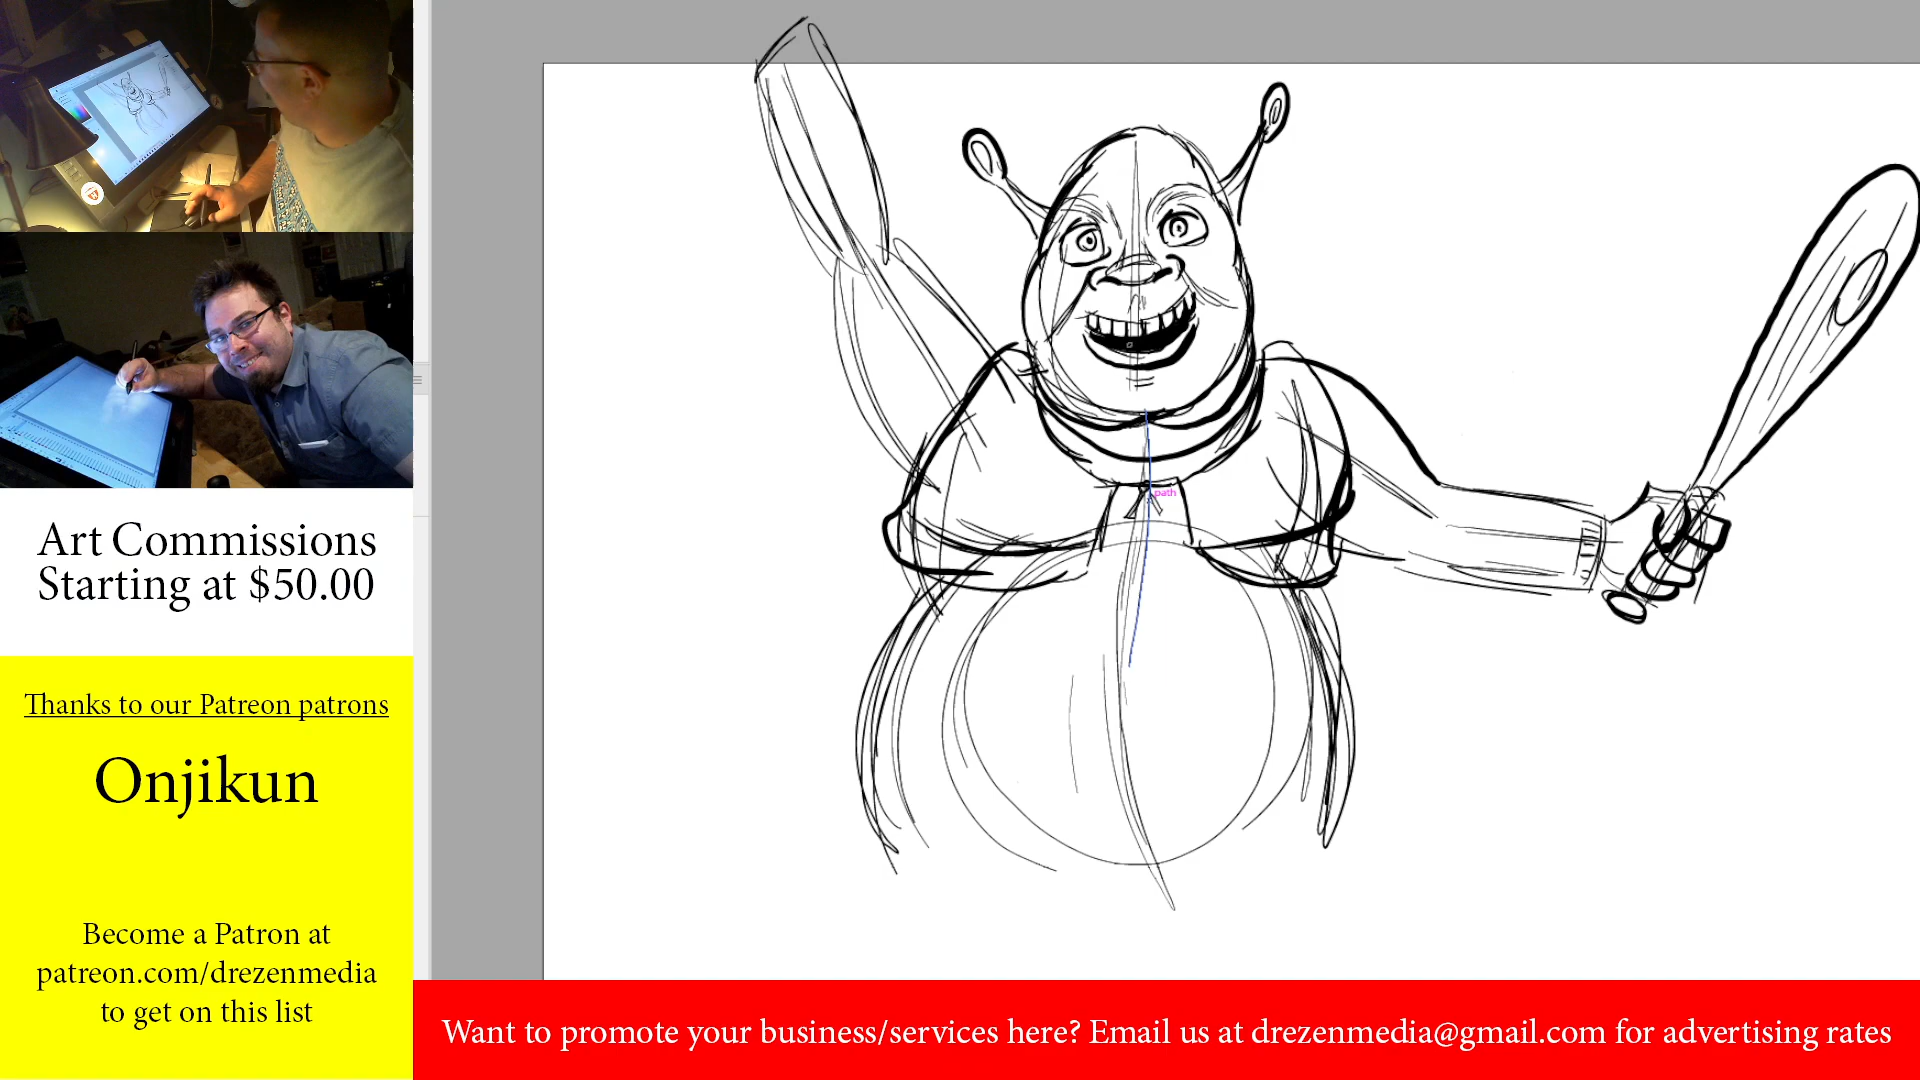 Art Commissions
Starting at $50.00
Thanks to our Patreon patrons
Onjikun
Become a Patron at
patreon.com/drezenmedia
to get on this list
path
Want to promote your business/services here? Email us at drezenmedia@gmail.com for advertising rates